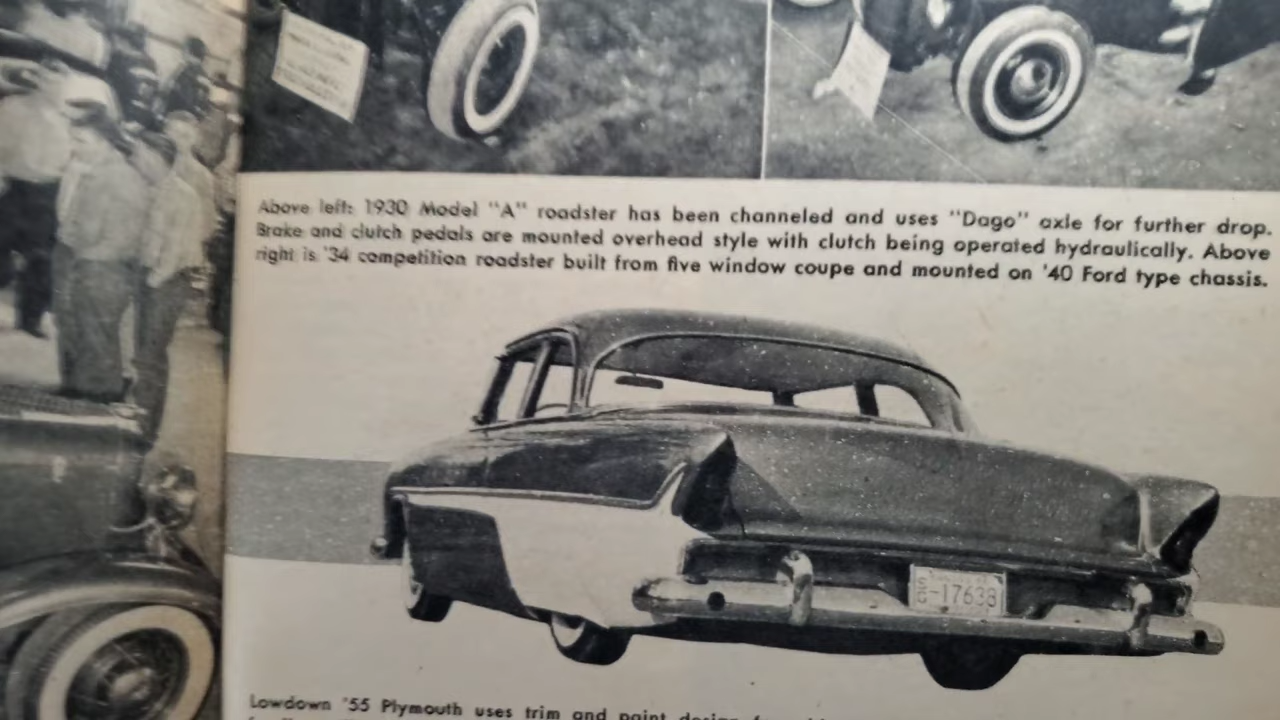 Above left: 1930 Model "A" roadster has been channeled and uses "Dago" axle for further drop.
Brake and clutch pedals are mounted overhead style with clutch being operated hydraulically. Above
right is '34 competition roadster built from five window coupe and mounted on '40 Ford type chassis.
17638
Lowdown '55 Plymouth uses trim and paint design